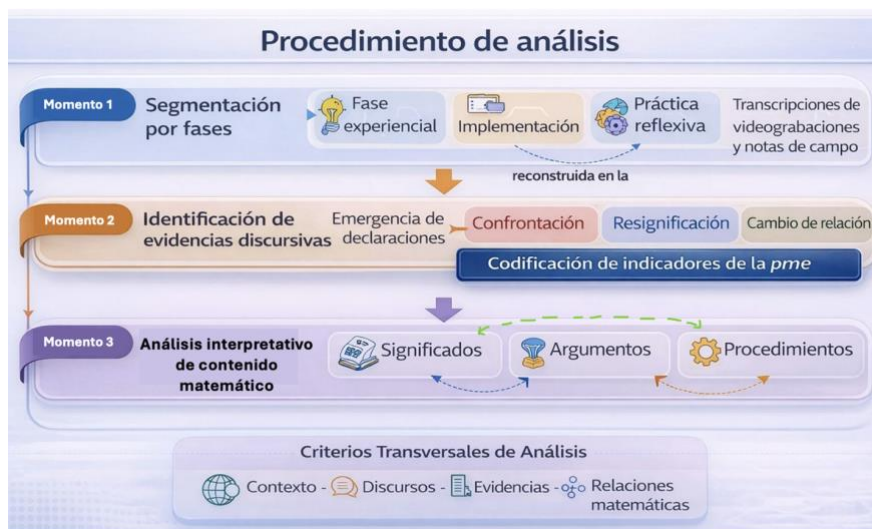 Procedimiento de análisis
Momento 1
Segmentación
por fases
Fase
experiencial
Implementación
Práctica
reflexiva
Transcripciones de
videograbaciones
y notas de campo
reconstruida en la
Momento 2
Identificación de
evidencias discursivas
Emergencia de
declaraciones
Confrontación
Resignificación
Cambio de relación
Codificación de indicadores de la pme
Momento 3
Análisis interpretativo
de contenido
matemático
Significados
Argumentos
Procedimientos
Criterios Transversales de Análisis
Contexto - Discursos - Evidencias - Relaciones
matemáticas